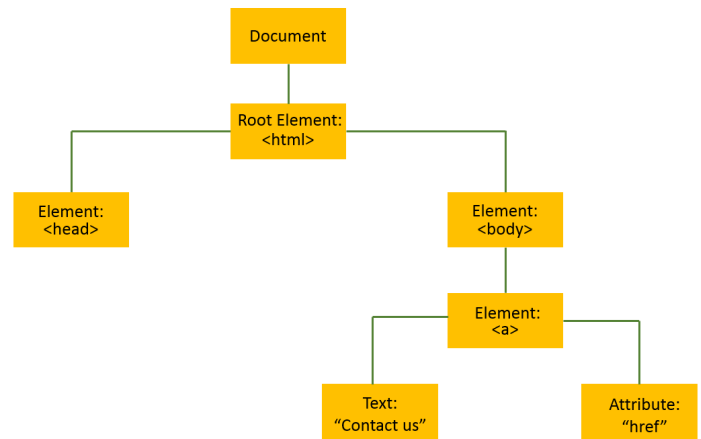 Document
Root Element:
<html>
Element:
<head>
Element:
<body>
Element:
<a>
Text:
“Contact us”
Attribute:
“href”